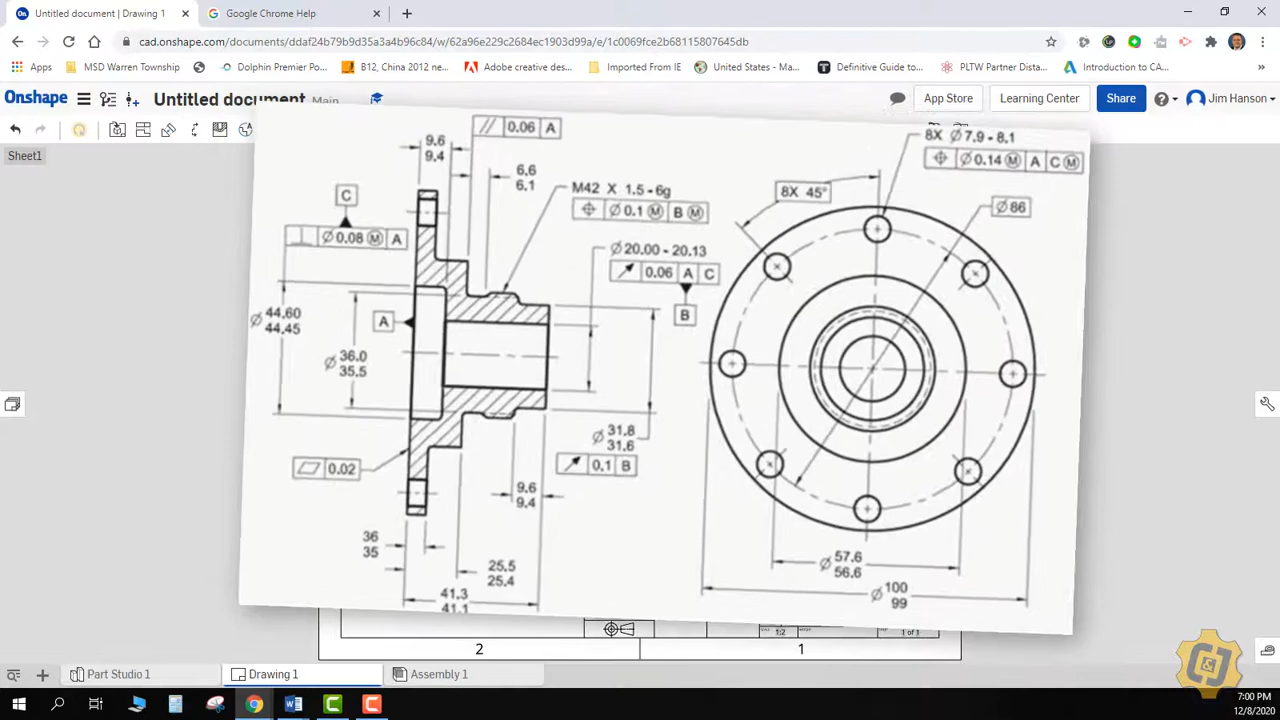 Untitled document | Drawing 1
Google Chrome Help
cad.onshape.com/documents/ddaf24b79b9d35a3a4b96c84/w/62a96e229c2684ec1903d99a/e/1c0069fce2b68115807645db
Apps
MSD Warren Township
Dolphin Premier Po...
B12, China 2012 ne...
Adobe creative des...
Imported From IE
United States - Ma...
Definitive Guide to...
PLTW Partner Distan...
Introduction to CA...
Onshape
Untitled document
Main
App Store
Learning Center
Share
Jim Hanson
Sheet1
// 0.06 A
9.6
9.4
6.6
6.1
M42 X 1.5 - 6g
⌖ Ø 0.1 Ⓜ B Ⓜ
C
⊥ Ø 0.08 Ⓜ A
Ø 20.00 - 20.13
↗ 0.06 A C
B
Ø 44.60
44.45
A
Ø 36.0
35.5
Ø 31.8
31.6
↗ 0.1 B
⏥ 0.02
9.6
9.4
36
35
25.5
25.4
41.3
41.1
8X Ø 7.9 - 8.1
⌖ Ø 0.14 Ⓜ A C Ⓜ
8X 45°
Ø 86
Ø 57.6
56.6
Ø 100
99
1:2
1 of 1
2
1
Part Studio 1
Drawing 1
Assembly 1
&
7:00 PM
12/8/2020